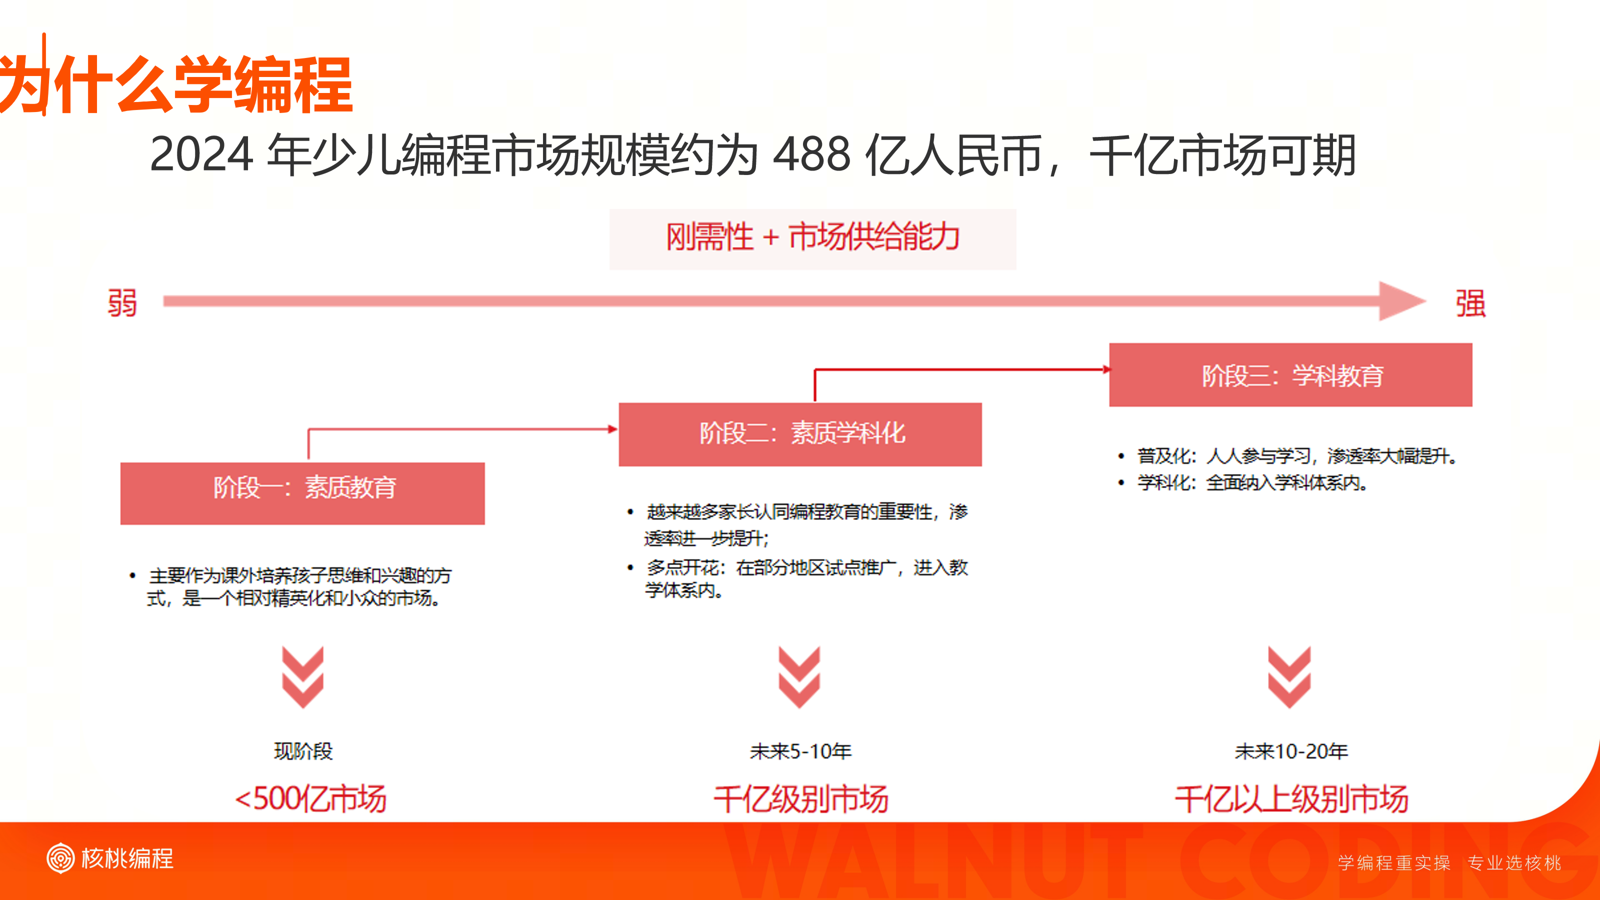 为什么学编程
2024 年少儿编程市场规模约为 488 亿人民币，千亿市场可期
刚需性 + 市场供给能力
弱
强
阶段一：素质教育
• 主要作为课外培养孩子思维和兴趣的方
式，是一个相对精英化和小众的市场。
现阶段
<500亿市场
阶段二：素质学科化
• 越来越多家长认同编程教育的重要性，渗
透率进一步提升；
• 多点开花：在部分地区试点推广，进入教
学体系内。
未来5-10年
千亿级别市场
阶段三：学科教育
• 普及化：人人参与学习，渗透率大幅提升。
• 学科化：全面纳入学科体系内。
未来10-20年
千亿以上级别市场
核桃编程
WALNUT CODING
学编程重实操 专业选核桃